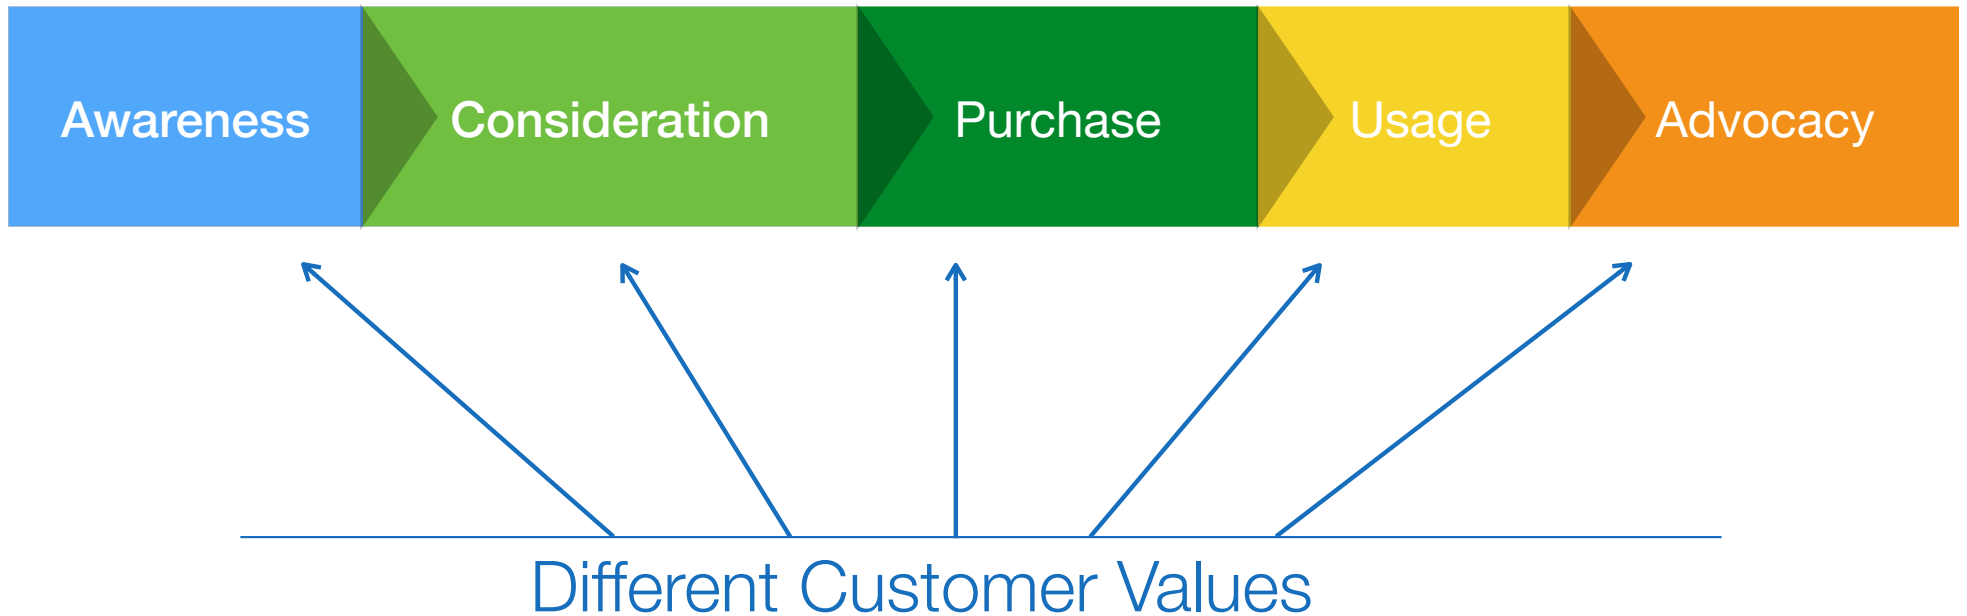 Awareness Consideration Purchase Usage Advocacy
Different Customer Values